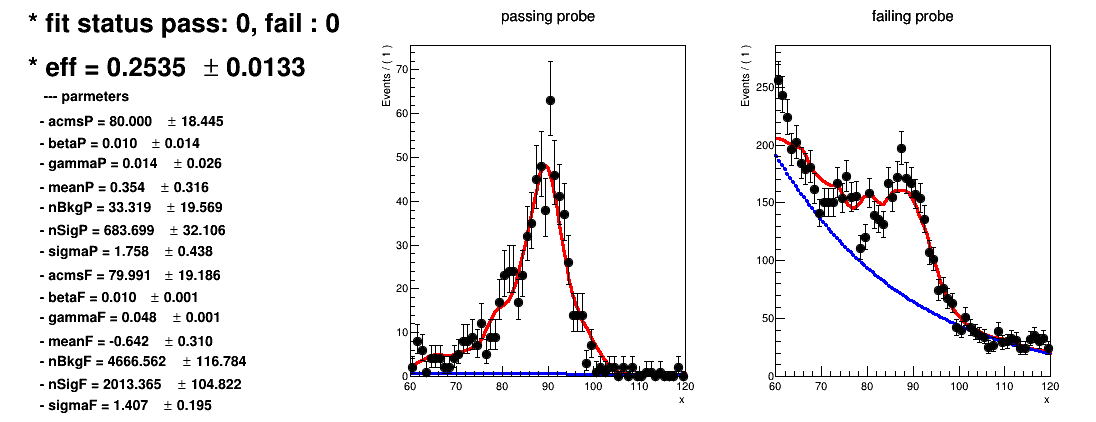 * fit status pass: 0, fail : 0
* eff = 0.2535 ± 0.0133
--- parmeters
- acmsP = 80.000 ± 18.445
- betaP = 0.010 ± 0.014
- gammaP = 0.014 ± 0.026
- meanP = 0.354 ± 0.316
- nBkgP = 33.319 ± 19.569
- nSigP = 683.699 ± 32.106
- sigmaP = 1.758 ± 0.438
- acmsF = 79.991 ± 19.186
- betaF = 0.010 ± 0.001
- gammaF = 0.048 ± 0.001
- meanF = -0.642 ± 0.310
- nBkgF = 4666.562 ± 116.784
- nSigF = 2013.365 ± 104.822
- sigmaF = 1.407 ± 0.195
passing probe
Events / ( 1 )
70
60
50
40
30
20
10
0
60 70 80 90 100 110 120
x
failing probe
Events / ( 1 )
250
200
150
100
50
0
60 70 80 90 100 110 120
x